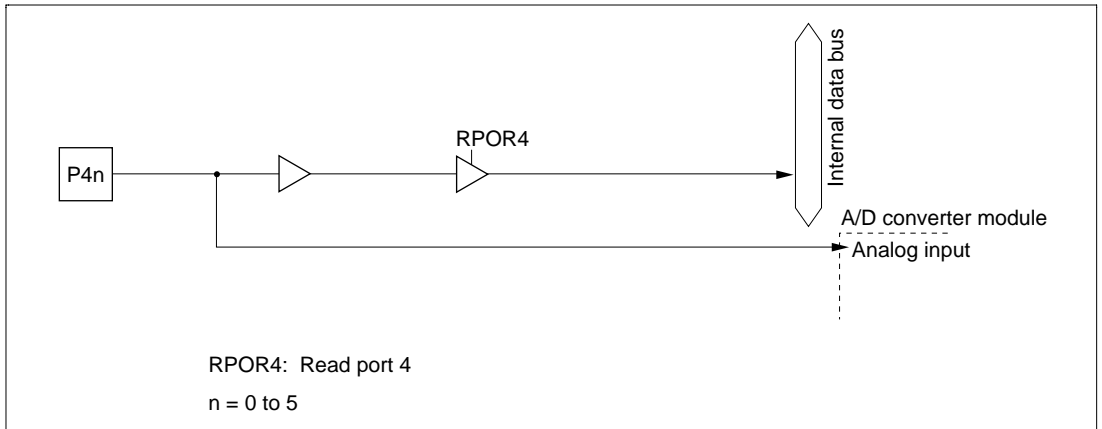 RPOR4
P4n
Internal data bus
A/D converter module
Analog input
RPOR4: Read port 4
n = 0 to 5